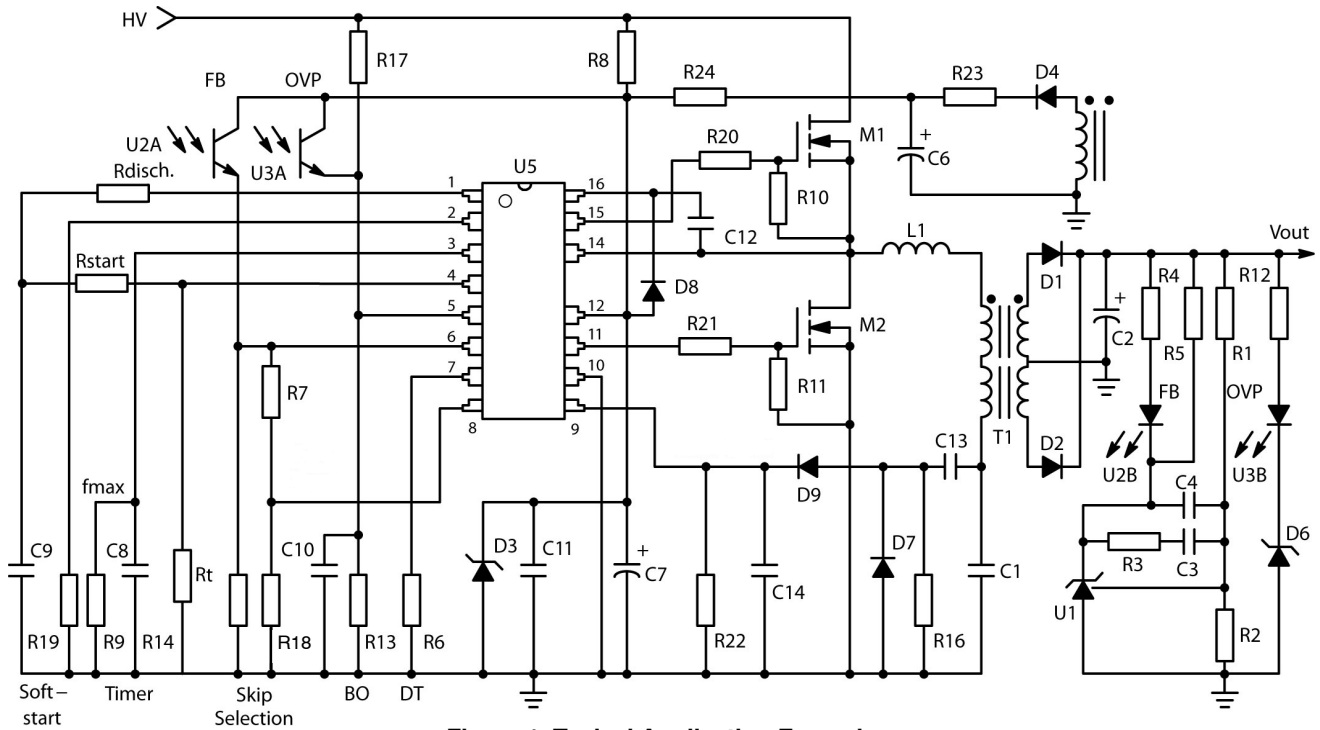 HV
R17
R8
FB
OVP
R24
R23
D4
U2A
U3A
Rdisch.
U5
R20
M1
C6
R10
1
2
3
4
5
6
7
8
16
15
14
12
11
10
9
C12
L1
Vout
Rstart
D8
D1
R4
R12
C2
R21
M2
R5
R1
R7
R11
FB
OVP
T1
C13
D2
U2B
U3B
fmax
D9
C4
C9
C8
C10
D3
C11
C7
D7
D6
Rt
C14
C1
R3
C3
U1
R19
R9
R14
R18
R13
R6
R22
R16
R2
Soft–
start
Timer
Skip
Selection
BO
DT